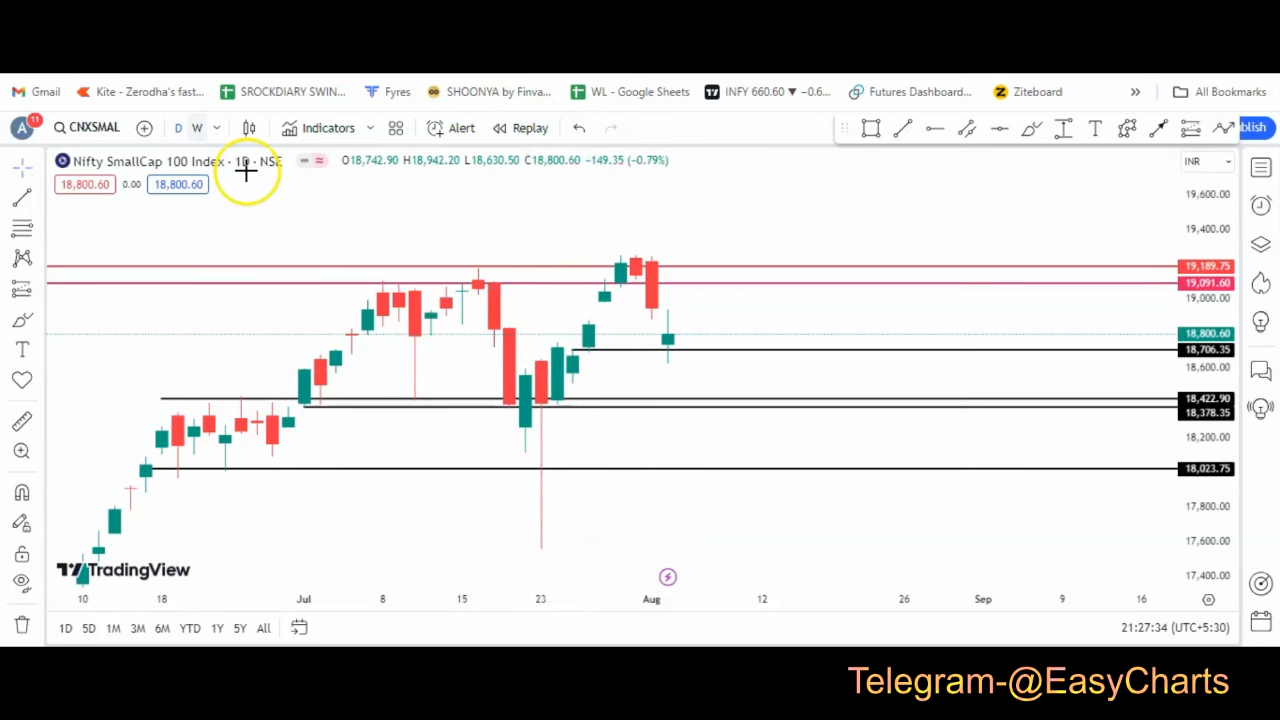 Gmail Kite - Zerodha's fast... SROCKDIARY SWIN... Fyres SHOONYA by Finva... WL - Google Sheets INFY 660.60 ▼ −0.6... Futures Dashboar... Ziteboard » All Bookmarks
A 11 CNXSMAL D W Indicators Alert Replay blish
Nifty SmallCap 100 Index · 1D · NSE O18,742.90 H18,942.20 L18,630.50 C18,800.60 −149.35 (−0.79%) INR
18,800.60 0.00 18,800.60
19,600.00
19,400.00
19,189.75
19,091.60
19,000.00
18,800.60
18,706.35
18,600.00
18,422.90
18,378.35
18,200.00
18,023.75
17,800.00
17,600.00
TradingView
17,400.00
10 18 Jul 8 15 23 Aug 12 26 Sep 9 16
1D 5D 1M 3M 6M YTD 1Y 5Y All 21:27:34 (UTC+5:30)
Telegram-@EasyCharts